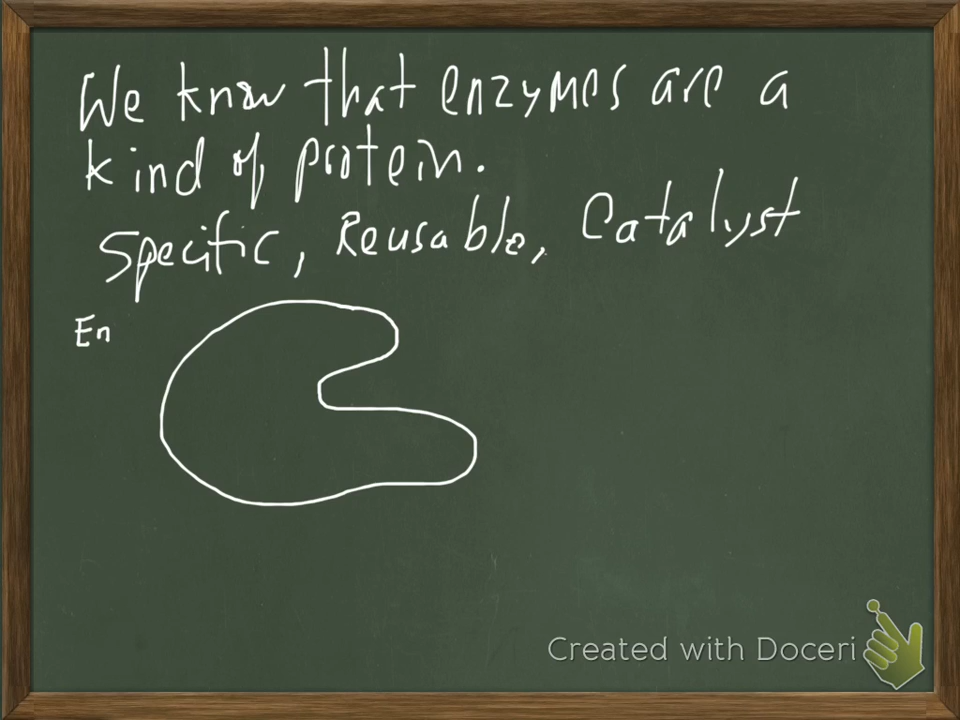 We know that enzymes are a
kind of protein.
Specific, Reusable, Catalyst
En
Created with Doceri